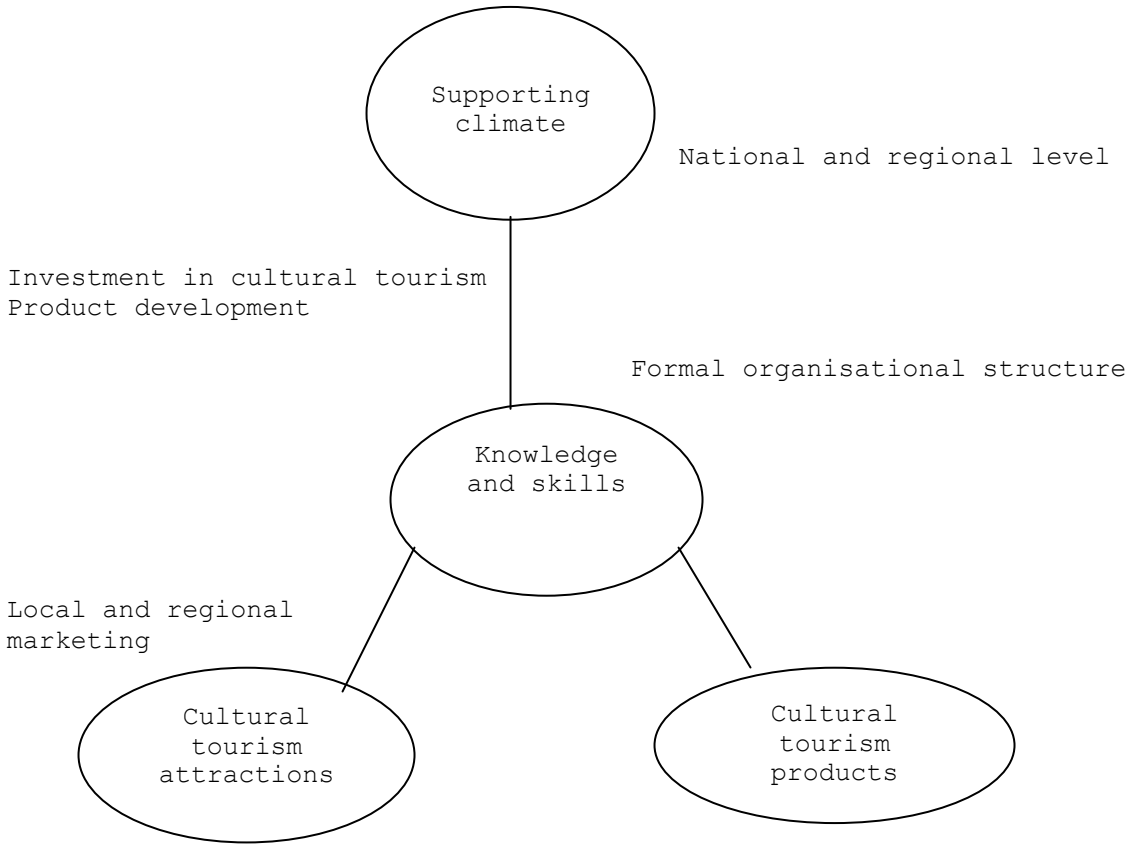 Supporting
climate
National and regional level
Investment in cultural tourism
Product development
Formal organisational structure
Knowledge
and skills
Local and regional
marketing
Cultural
tourism
attractions
Cultural
tourism
products